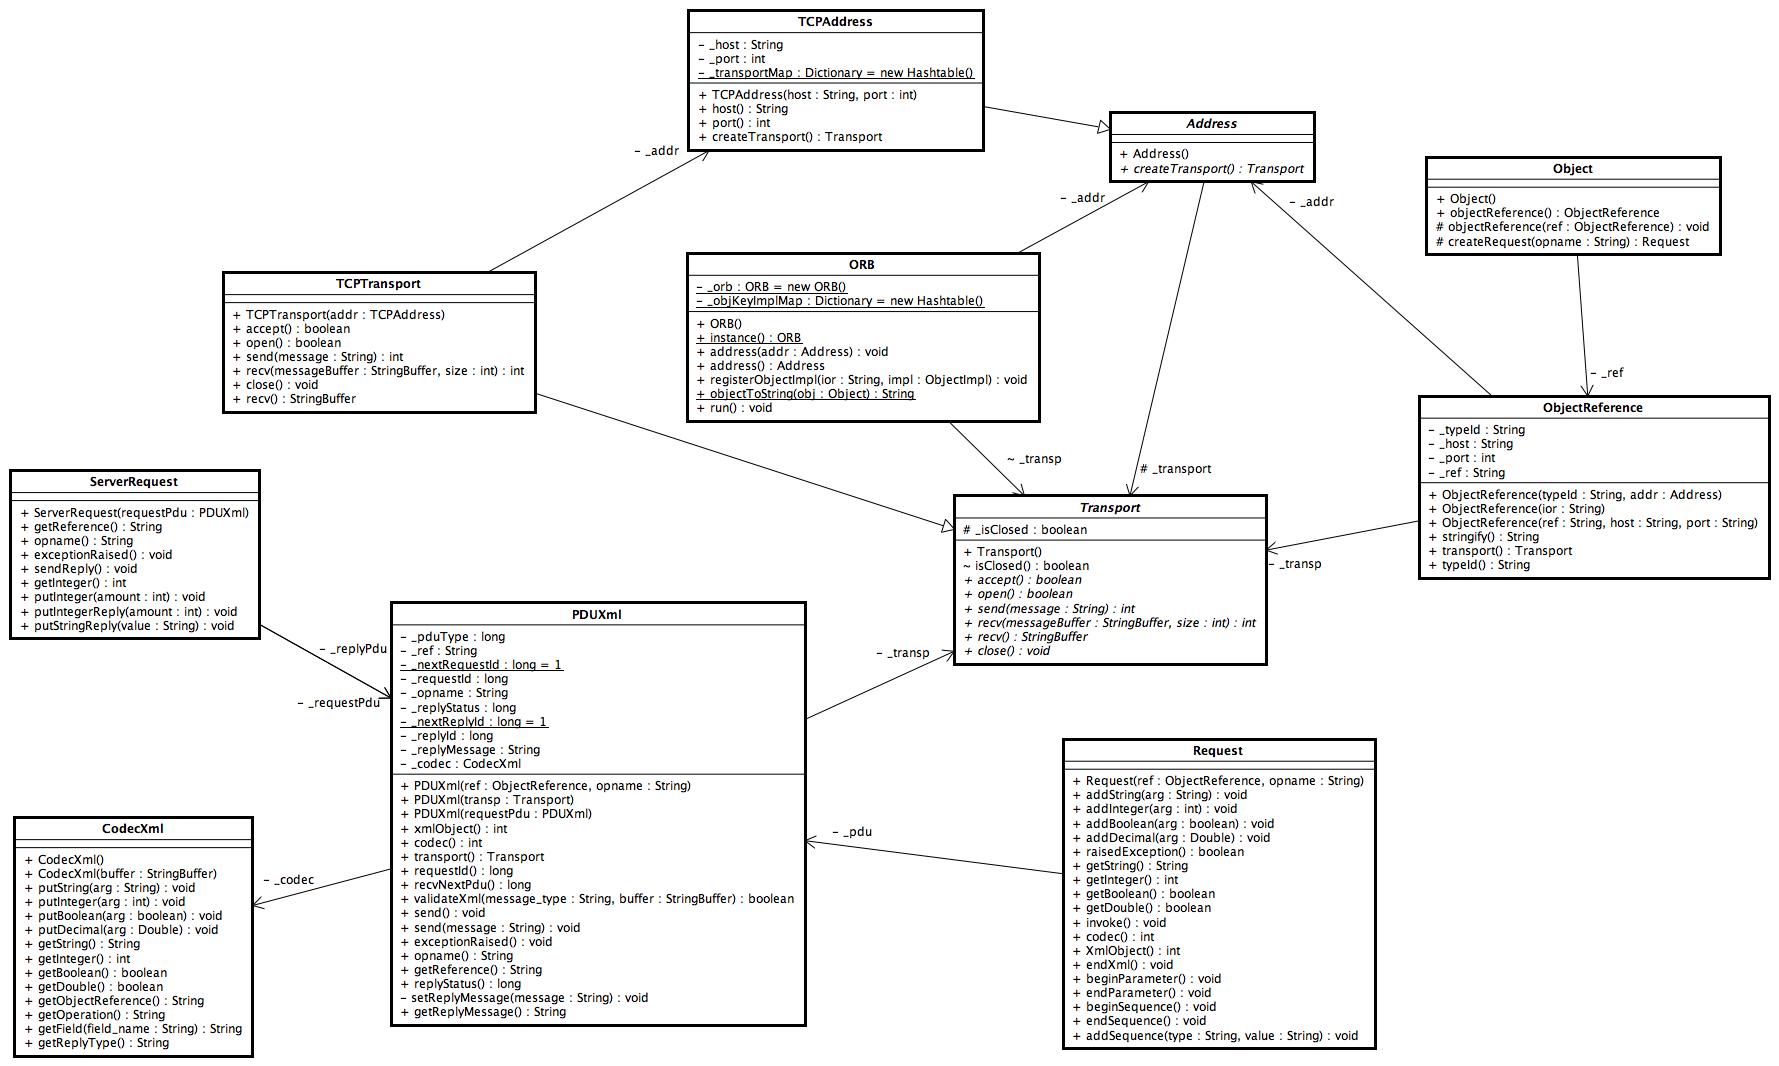 TCPAddress
- _host : String
- _port : int
- _transportMap : Dictionary = new Hashtable()
+ TCPAddress(host : String, port : int)
+ host() : String
+ port() : int
+ createTransport() : Transport
Address
+ Address()
+ createTransport() : Transport
- _addr
- _addr
- _addr
Object
+ Object()
+ objectReference() : ObjectReference
# objectReference(ref : ObjectReference) : void
# createRequest(opname : String) : Request
TCPTransport
+ TCPTransport(addr : TCPAddress)
+ accept() : boolean
+ open() : boolean
+ send(message : String) : int
+ recv(messageBuffer : StringBuffer, size : int) : int
+ close() : void
+ recv() : StringBuffer
ORB
- _orb : ORB = new ORB()
- _objKeyImplMap : Dictionary = new Hashtable()
+ ORB()
+ instance() : ORB
+ address(addr : Address) : void
+ address() : Address
+ registerObjectImpl(ior : String, impl : ObjectImpl) : void
+ objectToString(obj : Object) : String
+ run() : void
- _ref
~ _transp
# _transport
ObjectReference
- _typeId : String
- _host : String
- _port : int
- _ref : String
+ ObjectReference(typeId : String, addr : Address)
+ ObjectReference(ior : String)
+ ObjectReference(ref : String, host : String, port : String)
+ stringify() : String
+ transport() : Transport
+ typeId() : String
Transport
# _isClosed : boolean
+ Transport()
~ isClosed() : boolean
+ accept() : boolean
+ open() : boolean
+ send(message : String) : int
+ recv(messageBuffer : StringBuffer, size : int) : int
+ recv() : StringBuffer
+ close() : void
- _transp
ServerRequest
+ ServerRequest(requestPdu : PDUXml)
+ getReference() : String
+ opname() : String
+ exceptionRaised() : void
+ sendReply() : void
+ getInteger() : int
+ putInteger(amount : int) : void
+ putIntegerReply(amount : int) : void
+ putStringReply(value : String) : void
- _replyPdu
- _requestPdu
PDUXml
- _pduType : long
- _ref : String
- _nextRequestId : long = 1
- _requestId : long
- _opname : String
- _replyStatus : long
- _nextReplyId : long = 1
- _replyId : long
- _replyMessage : String
- _codec : CodecXml
+ PDUXml(ref : ObjectReference, opname : String)
+ PDUXml(transp : Transport)
+ PDUXml(requestPdu : PDUXml)
+ xmlObject() : int
+ codec() : int
+ transport() : Transport
+ requestId() : long
+ recvNextPdu() : long
+ validateXml(message_type : String, buffer : StringBuffer) : boolean
+ send() : void
+ send(message : String) : void
+ exceptionRaised() : void
+ opname() : String
+ getReference() : String
+ replyStatus() : long
- setReplyMessage(message : String) : void
+ getReplyMessage() : String
- _transp
- _pdu
- _codec
CodecXml
+ CodecXml()
+ CodecXml(buffer : StringBuffer)
+ putString(arg : String) : void
+ putInteger(arg : int) : void
+ putBoolean(arg : boolean) : void
+ putDecimal(arg : Double) : void
+ getString() : String
+ getInteger() : int
+ getBoolean() : boolean
+ getDouble() : boolean
+ getObjectReference() : String
+ getOperation() : String
+ getField(field_name : String) : String
+ getReplyType() : String
Request
+ Request(ref : ObjectReference, opname : String)
+ addString(arg : String) : void
+ addInteger(arg : int) : void
+ addBoolean(arg : boolean) : void
+ addDecimal(arg : Double) : void
+ raisedException() : boolean
+ getString() : String
+ getInteger() : int
+ getBoolean() : boolean
+ getDouble() : boolean
+ invoke() : void
+ codec() : int
+ XmlObject() : int
+ endXml() : void
+ beginParameter() : void
+ endParameter() : void
+ beginSequence() : void
+ endSequence() : void
+ addSequence(type : String, value : String) : void